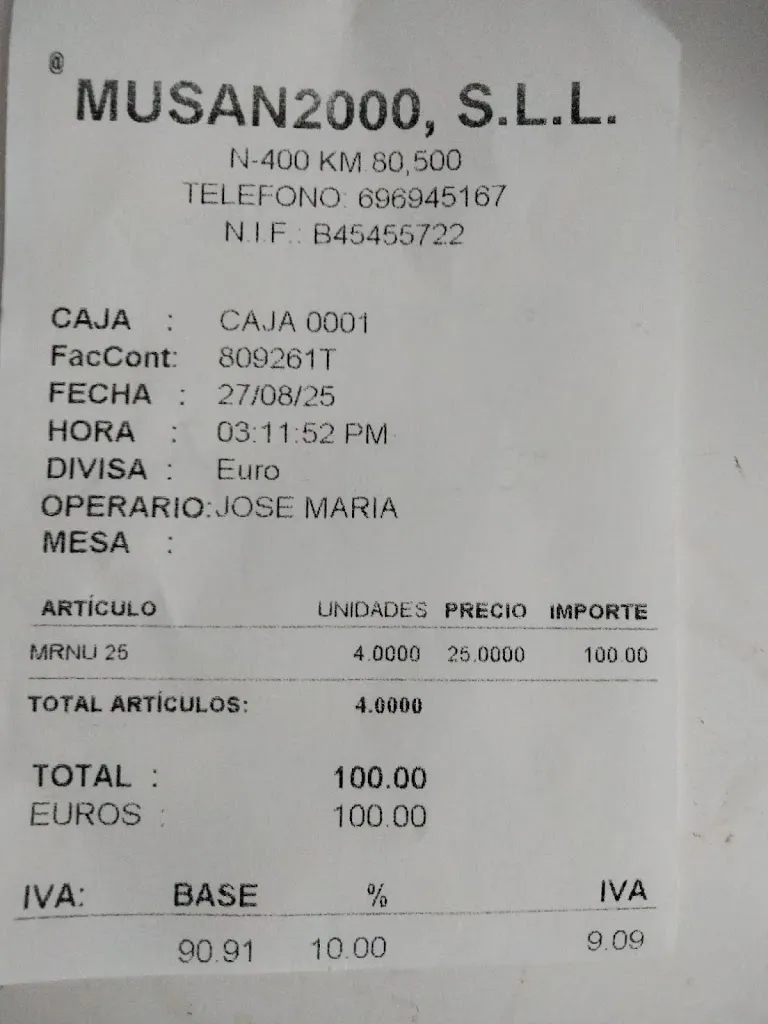 @
MUSAN2000, S.L.L.
N-400 KM 80,500
TELEFONO: 696945167
N.I.F.: B45455722
CAJA : CAJA 0001
FacCont: 809261T
FECHA : 27/08/25
HORA : 03:11:52 PM
DIVISA : Euro
OPERARIO: JOSE MARIA
MESA :
ARTÍCULO UNIDADES PRECIO IMPORTE
MRNU 25 4.0000 25.0000 100.00
TOTAL ARTÍCULOS: 4.0000
TOTAL : 100.00
EUROS : 100.00
IVA: BASE % IVA
90.91 10.00 9.09